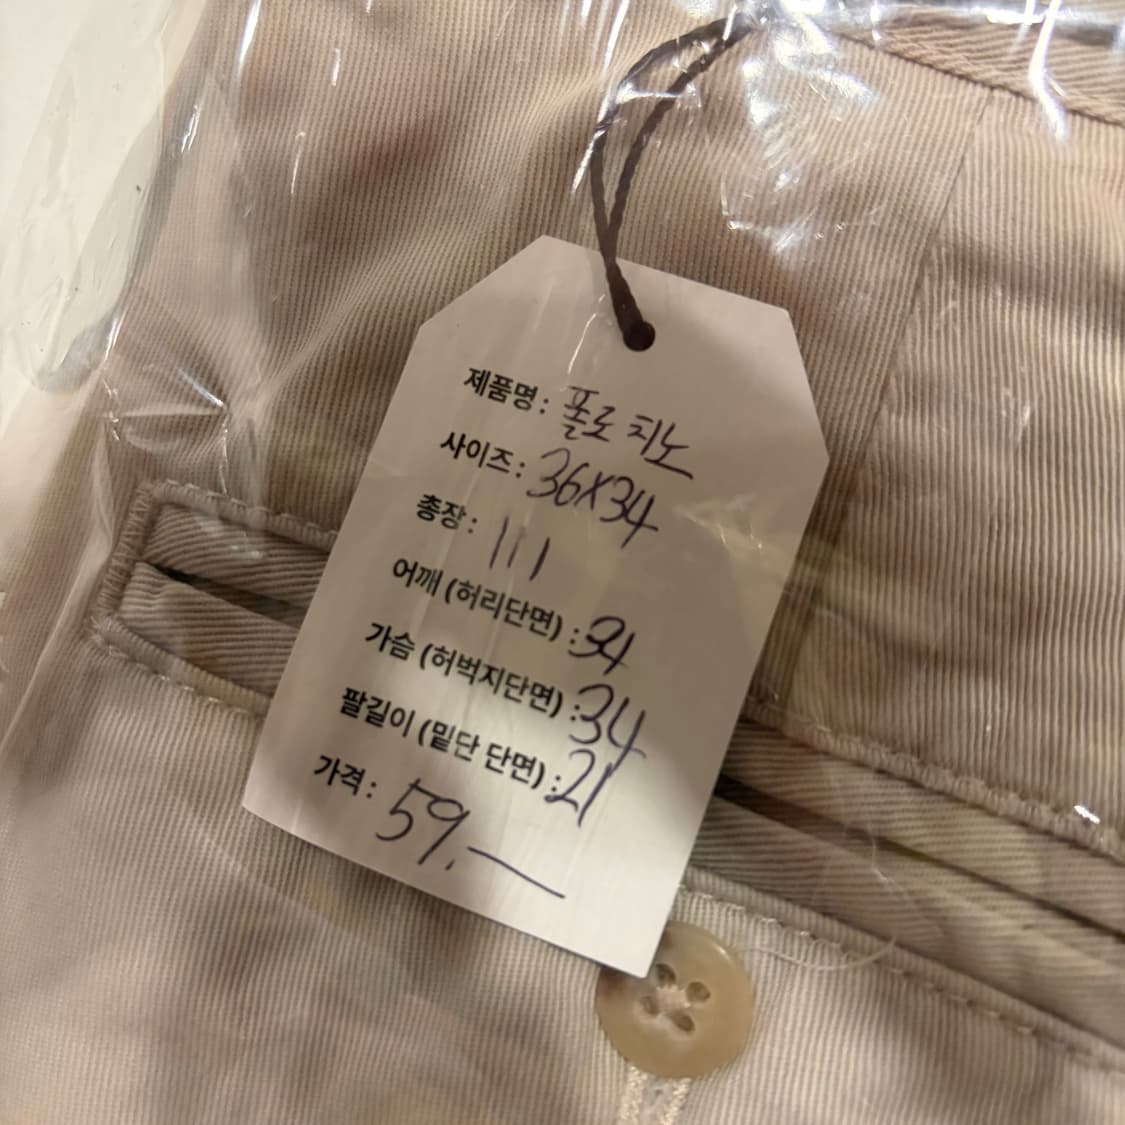 제품명 : 폴로 치노
사이즈 : 36X34
총장 : 111
어깨 (허리단면) : 34
가슴 (허벅지단면) : 34
팔길이 (밑단 단면) : 21
가격 : 59.—